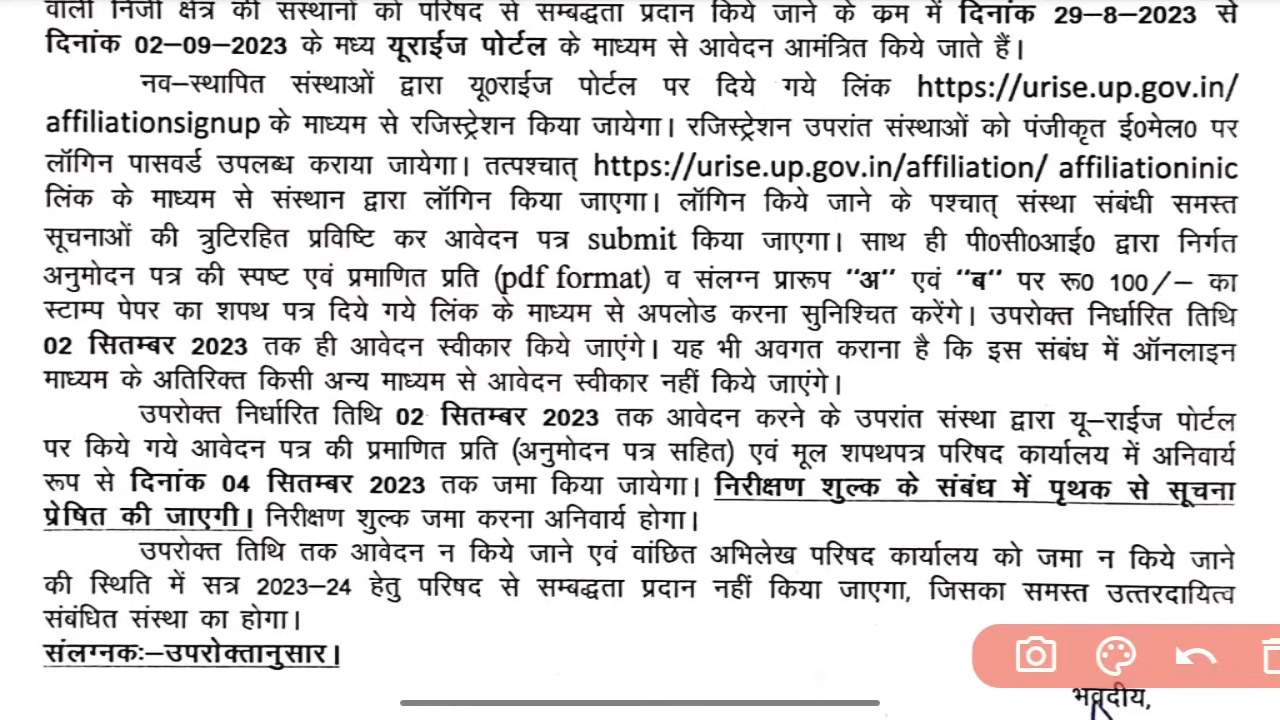 वाली निजी क्षेत्र की संस्थानों को परिषद से सम्बद्धता प्रदान किये जाने के क्रम में दिनांक 29–8–2023 से
दिनांक 02–09–2023 के मध्य यूराईज पोर्टल के माध्यम से आवेदन आमंत्रित किये जाते हैं।
नव–स्थापित संस्थाओं द्वारा यू0राईज पोर्टल पर दिये गये लिंक https://urise.up.gov.in/
affiliationsignup के माध्यम से रजिस्ट्रेशन किया जायेगा। रजिस्ट्रेशन उपरांत संस्थाओं को पंजीकृत ई0मेल0 पर
लॉगिन पासवर्ड उपलब्ध कराया जायेगा। तत्पश्चात् https://urise.up.gov.in/affiliation/ affiliationinic
लिंक के माध्यम से संस्थान द्वारा लॉगिन किया जाएगा। लॉगिन किये जाने के पश्चात् संस्था संबंधी समस्त
सूचनाओं की त्रुटिरहित प्रविष्टि कर आवेदन पत्र submit किया जाएगा। साथ ही पी0सी0आई0 द्वारा निर्गत
अनुमोदन पत्र की स्पष्ट एवं प्रमाणित प्रति (pdf format) व संलग्न प्रारूप "अ" एवं "ब" पर रू0 100/– का
स्टाम्प पेपर का शपथ पत्र दिये गये लिंक के माध्यम से अपलोड करना सुनिश्चित करेंगे। उपरोक्त निर्धारित तिथि
02 सितम्बर 2023 तक ही आवेदन स्वीकार किये जाएंगे। यह भी अवगत कराना है कि इस संबंध में ऑनलाइन
माध्यम के अतिरिक्त किसी अन्य माध्यम से आवेदन स्वीकार नहीं किये जाएंगे।
उपरोक्त निर्धारित तिथि 02 सितम्बर 2023 तक आवेदन करने के उपरांत संस्था द्वारा यू–राईज पोर्टल
पर किये गये आवेदन पत्र की प्रमाणित प्रति (अनुमोदन पत्र सहित) एवं मूल शपथपत्र परिषद कार्यालय में अनिवार्य
रूप से दिनांक 04 सितम्बर 2023 तक जमा किया जायेगा। निरीक्षण शुल्क के संबंध में पृथक से सूचना
प्रेषित की जाएगी। निरीक्षण शुल्क जमा करना अनिवार्य होगा।
उपरोक्त तिथि तक आवेदन न किये जाने एवं वांछित अभिलेख परिषद कार्यालय को जमा न किये जाने
की स्थिति में सत्र 2023–24 हेतु परिषद से सम्बद्धता प्रदान नहीं किया जाएगा, जिसका समस्त उत्तरदायित्व
संबंधित संस्था का होगा।
संलग्नकः–उपरोक्तानुसार।
भवदीय,